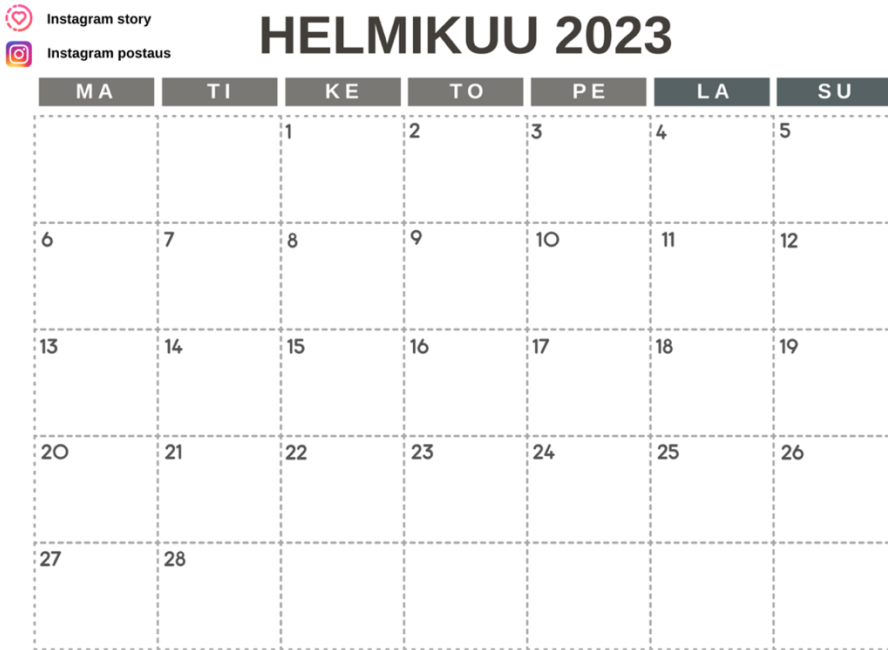 Instagram story
Instagram postaus
HELMIKUU 2023
MA TI KE TO PE LA SU
1 2 3 4 5
6 7 8 9 10 11 12
13 14 15 16 17 18 19
20 21 22 23 24 25 26
27 28